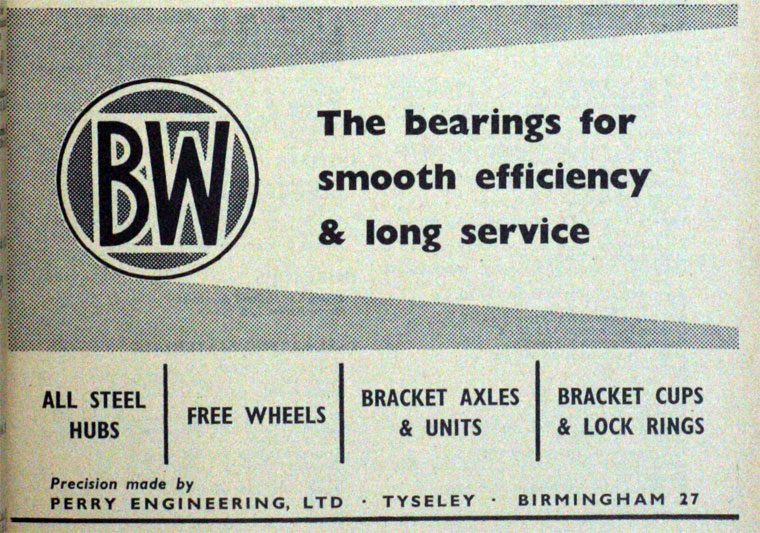 BW
The bearings for
smooth efficiency
& long service
ALL STEEL
HUBS
FREE WHEELS
BRACKET AXLES
& UNITS
BRACKET CUPS
& LOCK RINGS
Precision made by
PERRY ENGINEERING, LTD · TYSELEY · BIRMINGHAM 27